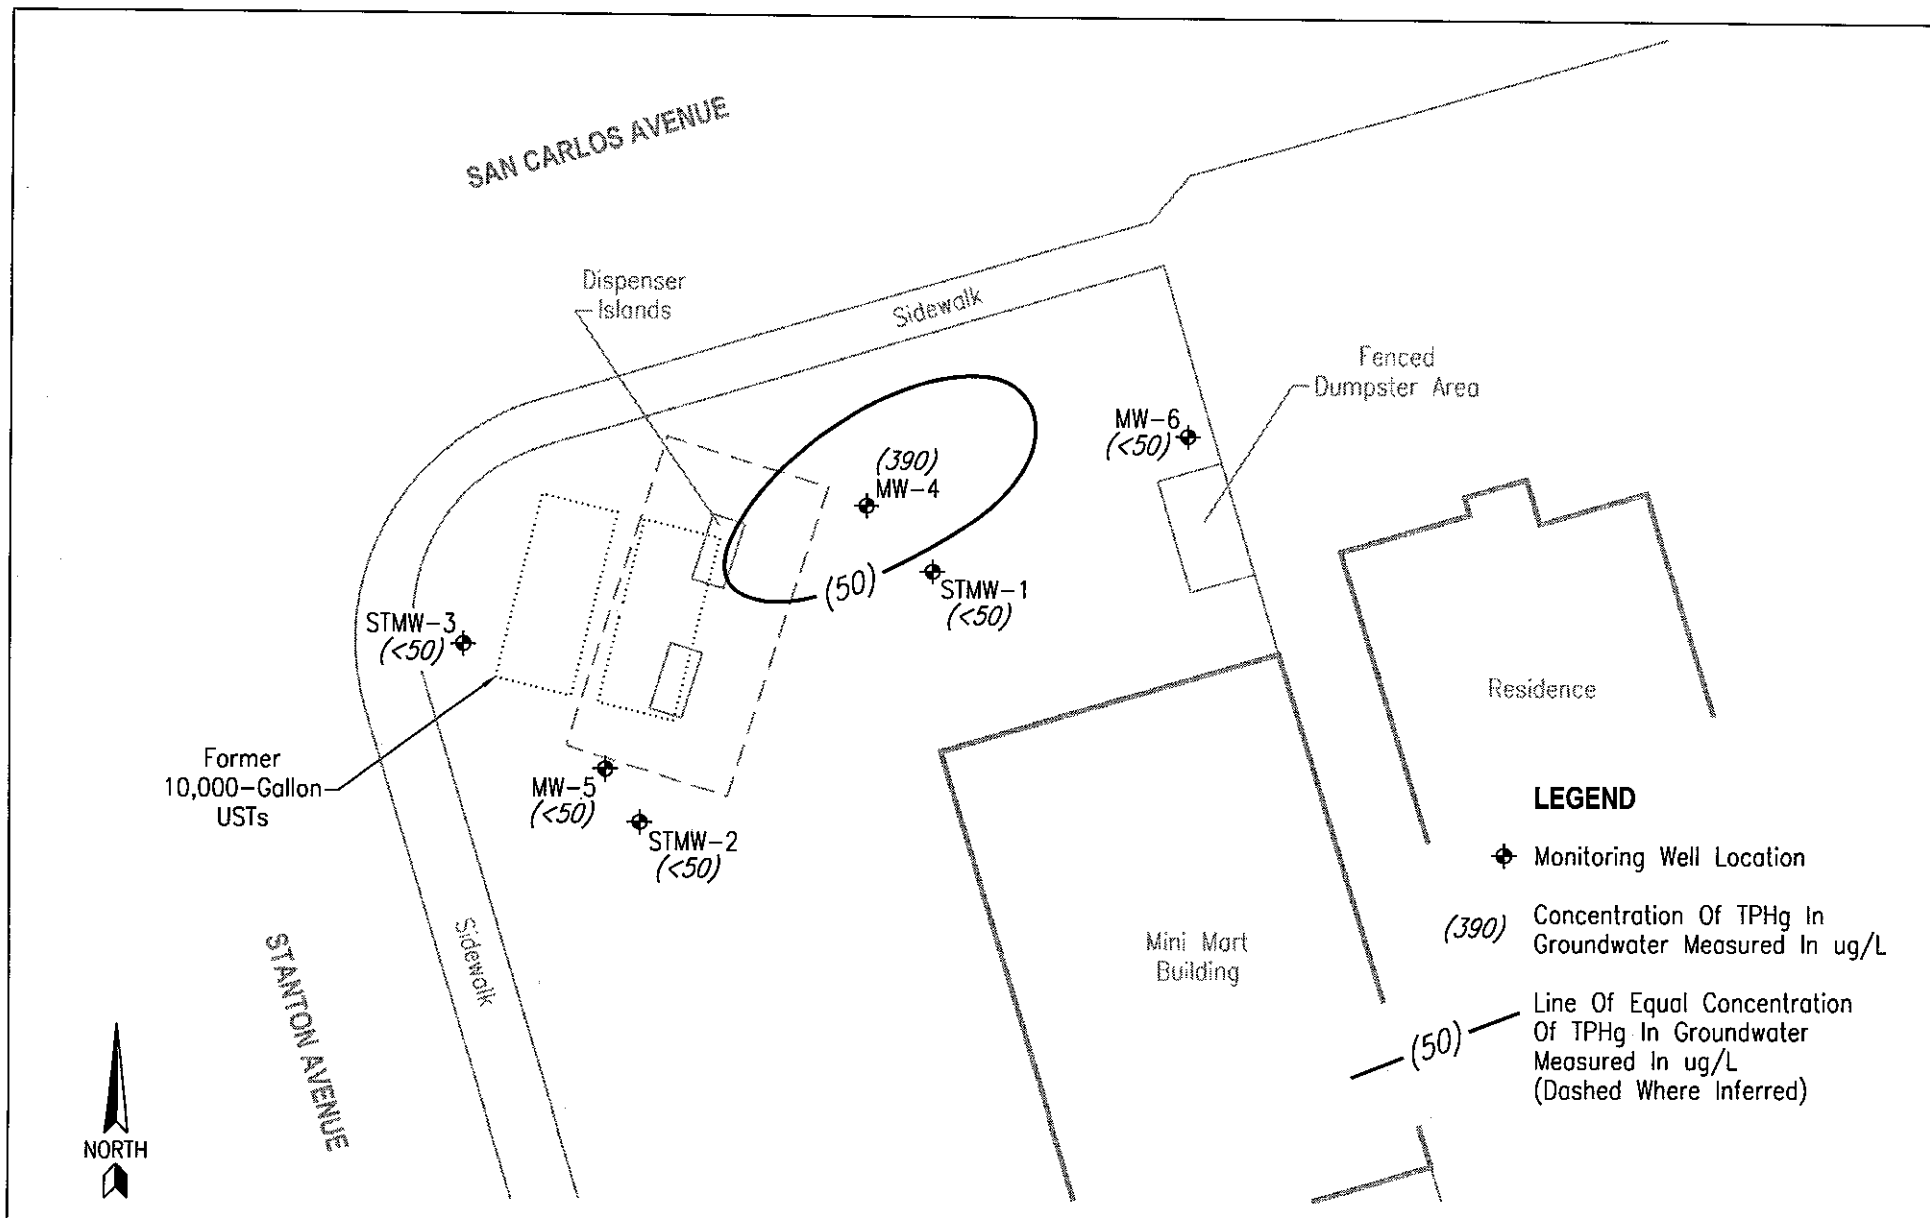 SAN CARLOS AVENUE
Dispenser
Islands
Sidewalk
Fenced
Dumpster Area
MW-6
(<50)
(390)
MW-4
(50)
STMW-1
(<50)
STMW-3
(<50)
Residence
Former
10,000-Gallon
USTs
MW-5
(<50)
STMW-2
(<50)
Sidewalk
STANTON AVENUE
Mini Mart
Building
LEGEND
Monitoring Well Location
(390)
Concentration Of TPHg In
Groundwater Measured In ug/L
(50)
Line Of Equal Concentration
Of TPHg In Groundwater
Measured In ug/L
(Dashed Where Inferred)
NORTH